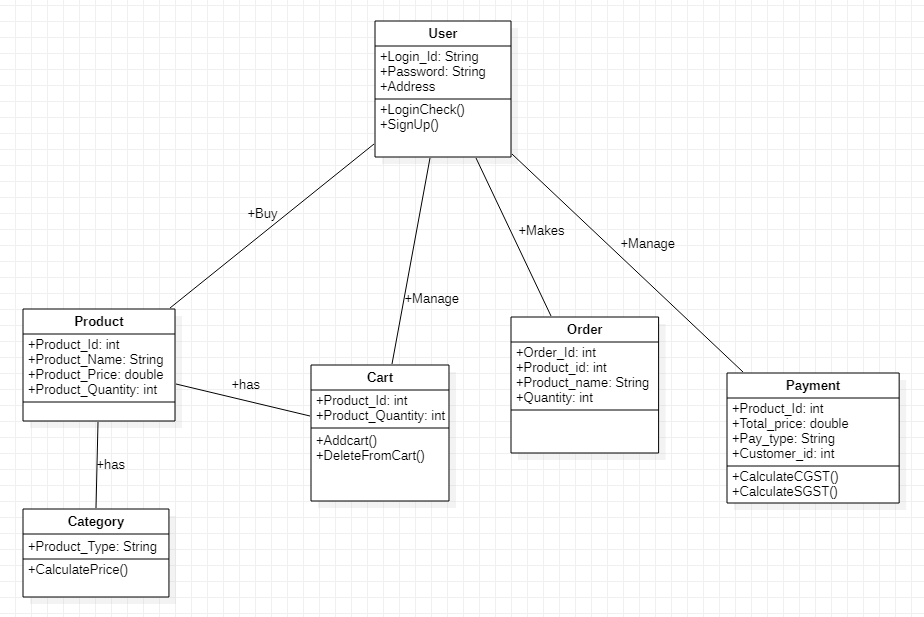 User
+Login_Id: String
+Password: String
+Address
+LoginCheck()
+SignUp()
+Buy
+Manage
+Makes
+Manage
Product
+Product_Id: int
+Product_Name: String
+Product_Price: double
+Product_Quantity: int
+has
Cart
+Product_Id: int
+Product_Quantity: int
+Addcart()
+DeleteFromCart()
Order
+Order_Id: int
+Product_id: int
+Product_name: String
+Quantity: int
Payment
+Product_Id: int
+Total_price: double
+Pay_type: String
+Customer_id: int
+CalculateCGST()
+CalculateSGST()
+has
Category
+Product_Type: String
+CalculatePrice()